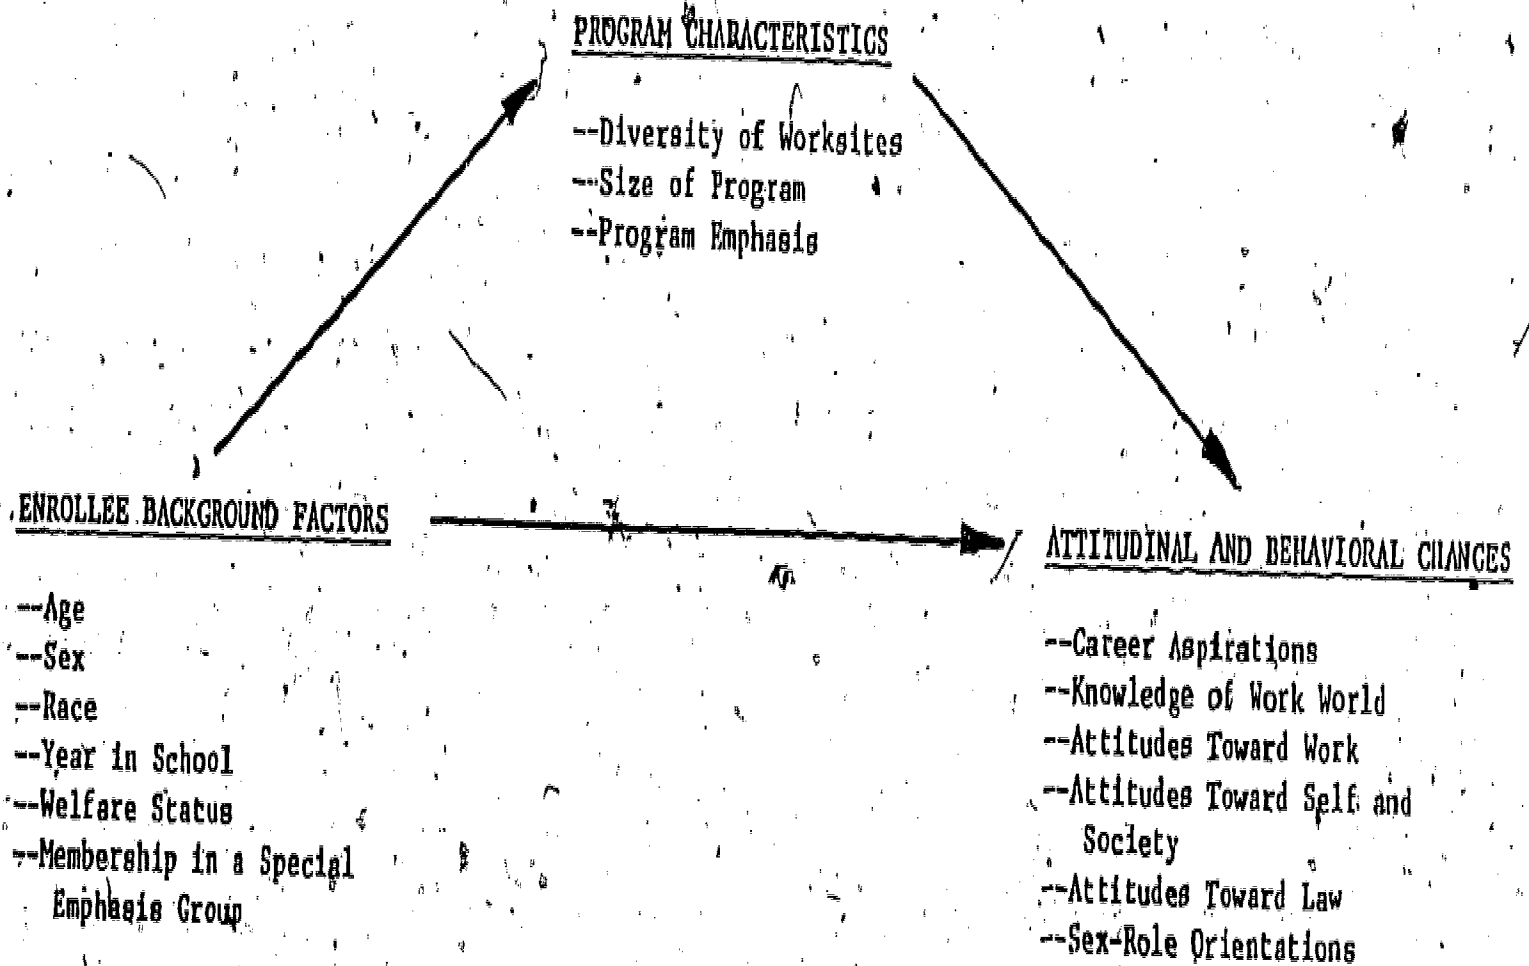 PROGRAM CHARACTERISTICS
--Diversity of Worksites
--Size of Program
--Program Emphasis
ENROLLEE BACKGROUND FACTORS
--Age
--Sex
--Race
--Year in School
--Welfare Status
--Membership in a Special
Emphasis Group
ATTITUDINAL AND BEHAVIORAL CHANGES
--Career Aspirations
--Knowledge of Work World
--Attitudes Toward Work
--Attitudes Toward Self and
Society
--Attitudes Toward Law
--Sex-Role Orientations